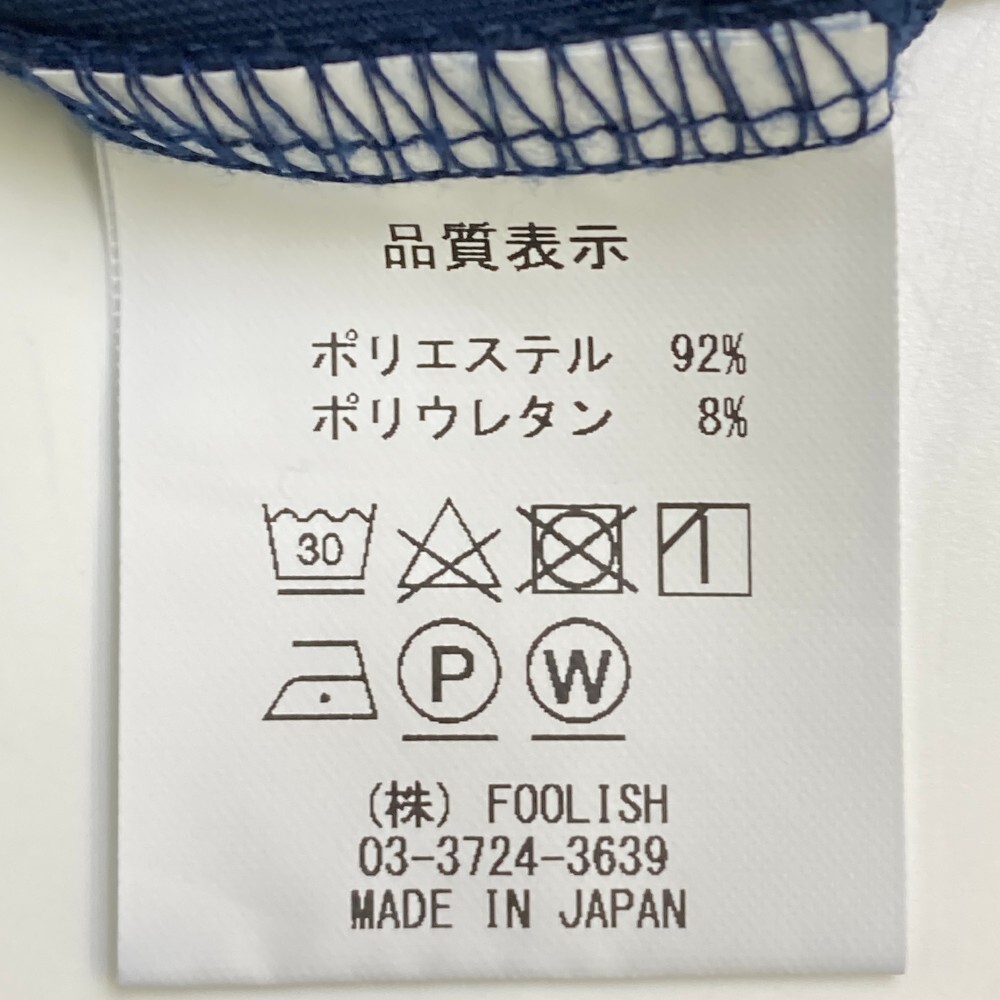 品質表示
ポリエステル 92%
ポリウレタン 8%
30
P W
(株) FOOLISH
03-3724-3639
MADE IN JAPAN